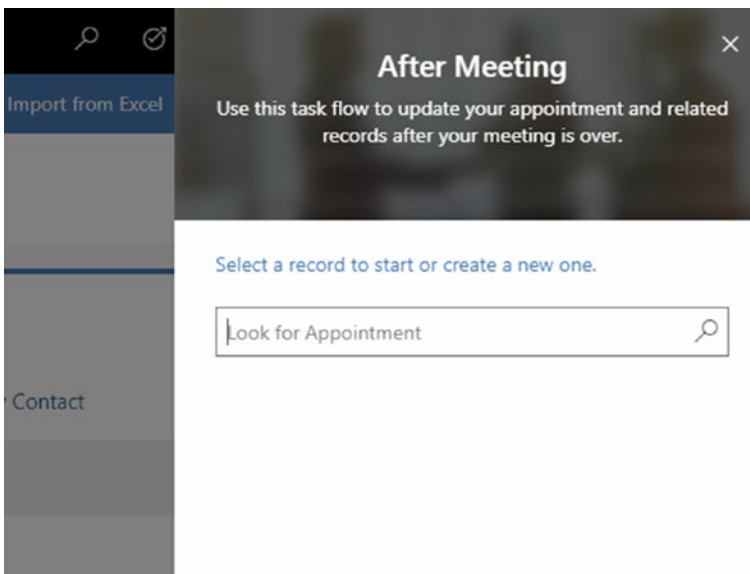 After Meeting
Import from Excel
Use this task flow to update your appointment and related
records after your meeting is over.
Select a record to start or create a new one.
Look for Appointment
Contact